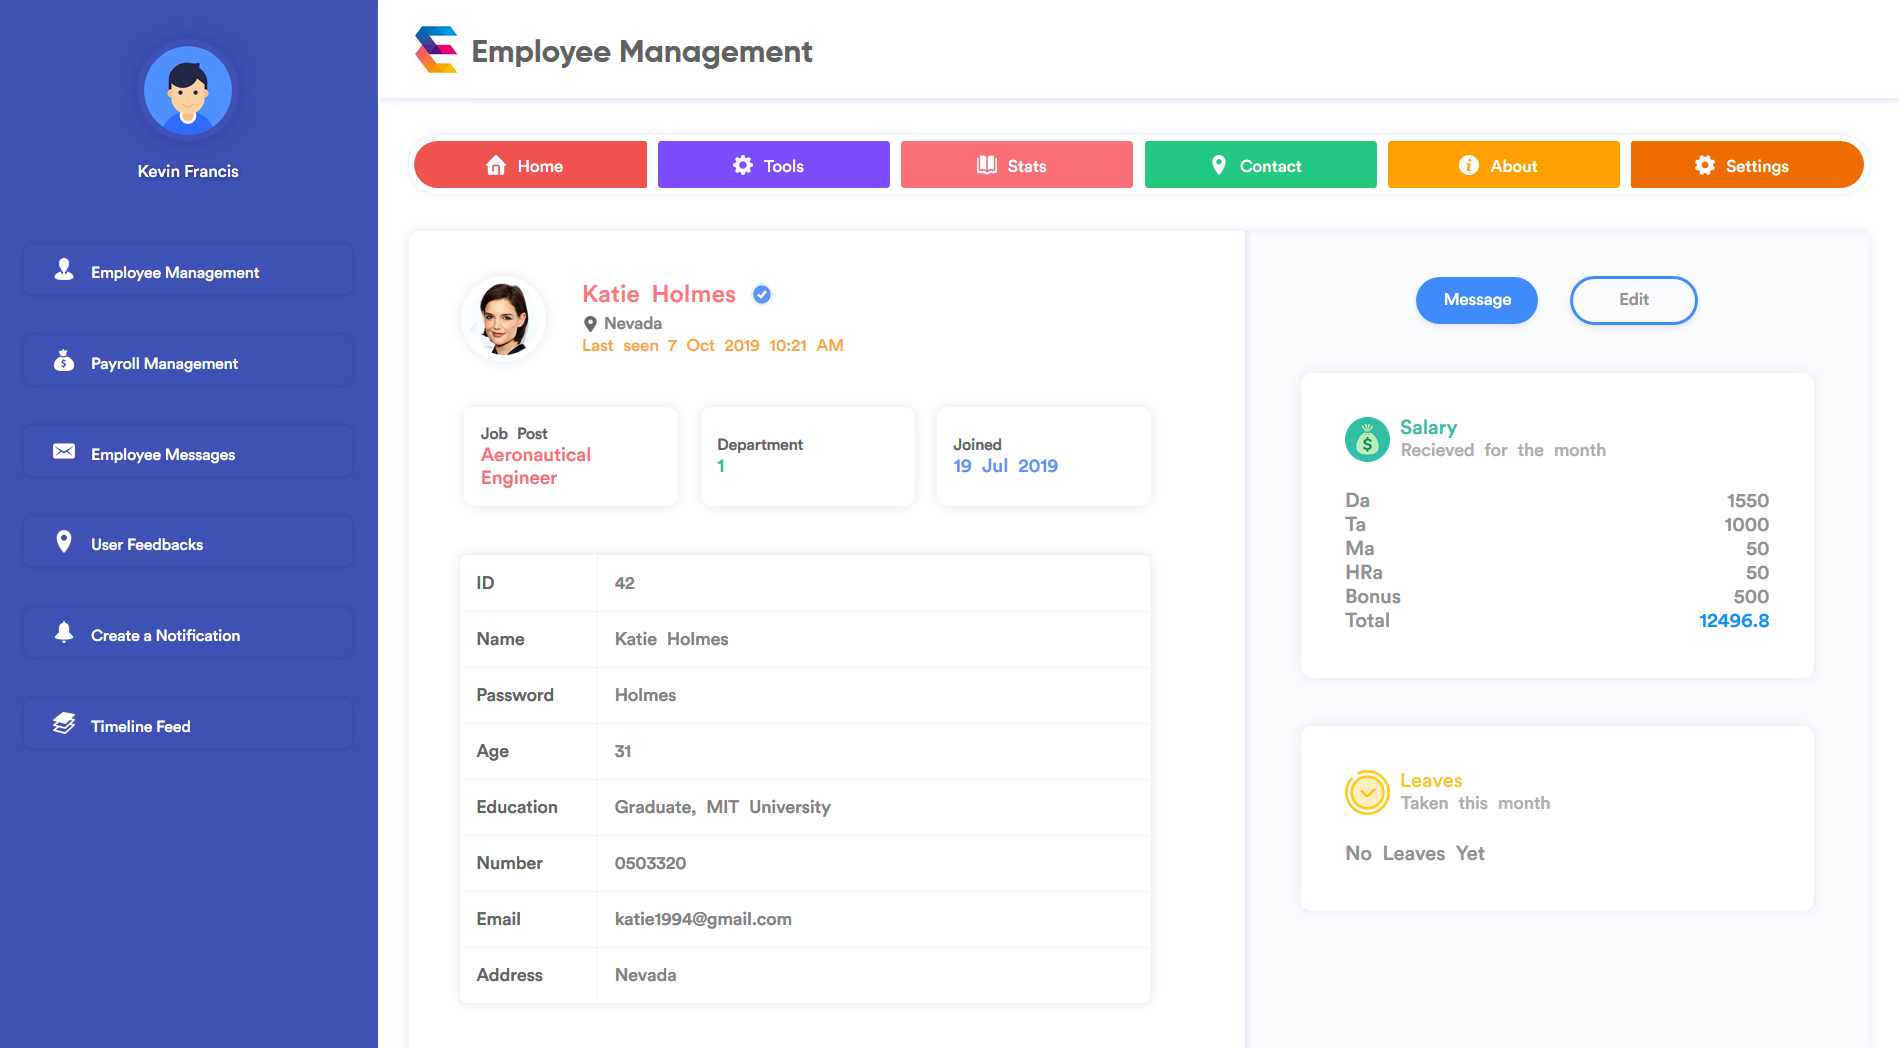 Kevin Francis
Employee Management
Payroll Management
Employee Messages
User Feedbacks
Create a Notification
Timeline Feed
Employee Management
Home
Tools
Stats
Contact
About
Settings
Katie Holmes
Nevada
Last seen 7 Oct 2019 10:21 AM
Job Post
Aeronautical
Engineer
Department
1
Joined
19 Jul 2019
ID 42
Name Katie Holmes
Password Holmes
Age 31
Education Graduate, MIT University
Number 0503320
Email katie1994@gmail.com
Address Nevada
Message
Edit
Salary
Recieved for the month
Da 1550
Ta 1000
Ma 50
HRa 50
Bonus 500
Total 12496.8
Leaves
Taken this month
No Leaves Yet